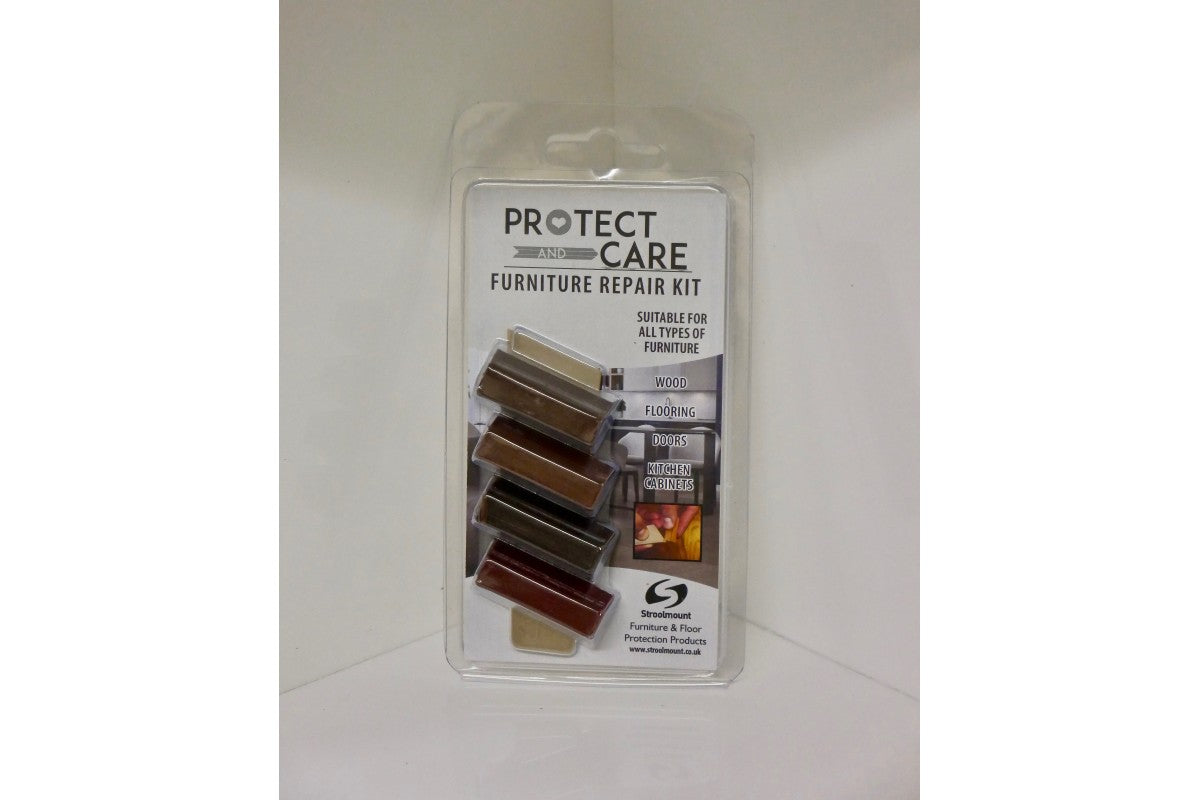 PROTECT
AND CARE
FURNITURE REPAIR KIT
SUITABLE FOR
ALL TYPES OF
FURNITURE
WOOD
FLOORING
DOORS
KITCHEN
CABINETS
Stroolmount
Furniture & Floor
Protection Products
www.stroolmount.co.uk